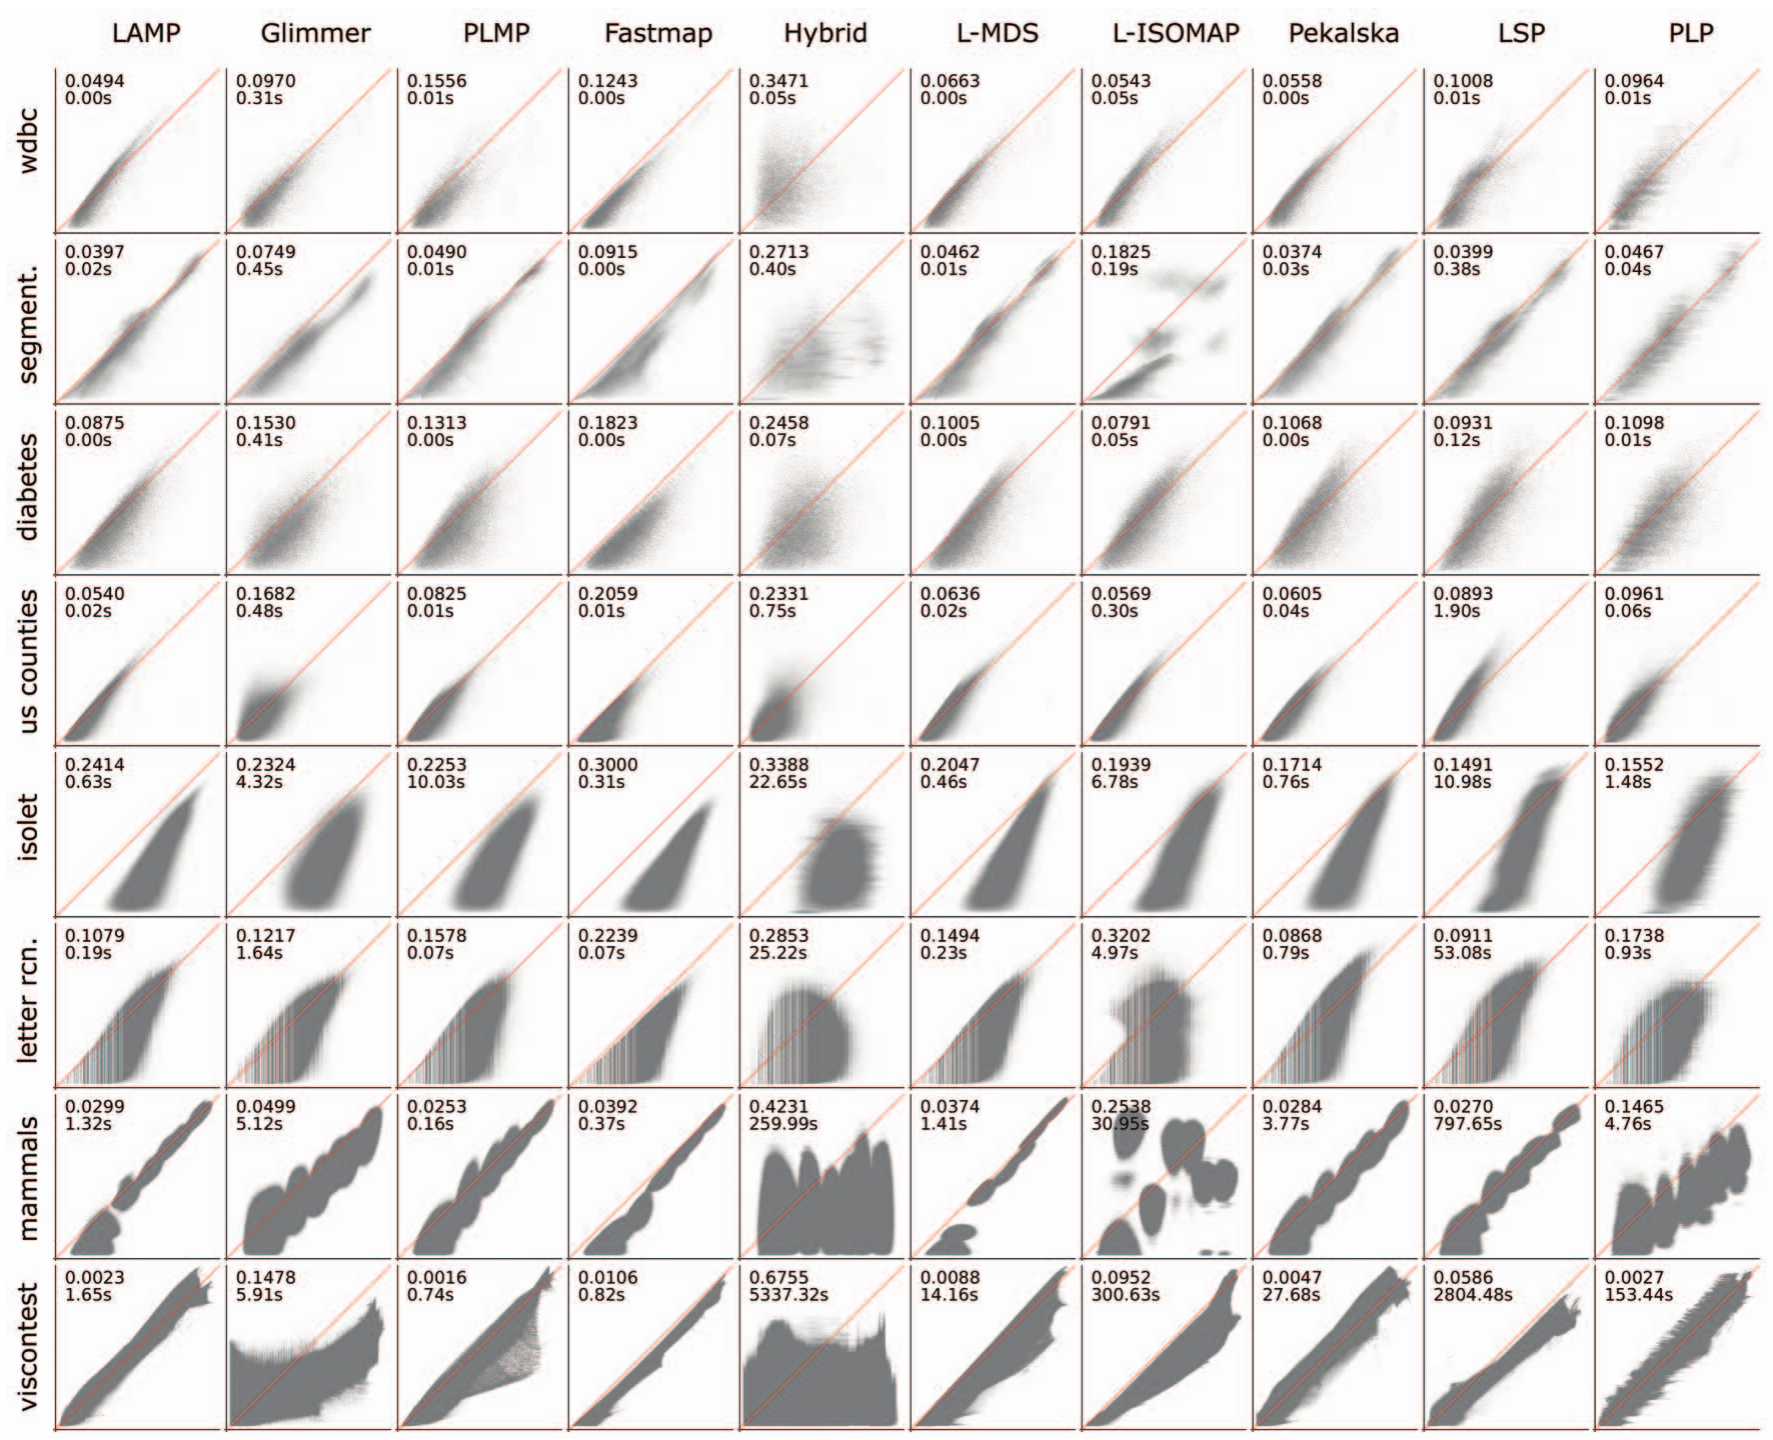 LAMP Glimmer PLMP Fastmap Hybrid L-MDS L-ISOMAP Pekalska LSP PLP
wdbc
0.0494 0.0970 0.1556 0.1243 0.3471 0.0663 0.0543 0.0558 0.1008 0.0964
0.00s 0.31s 0.01s 0.00s 0.05s 0.00s 0.05s 0.00s 0.01s 0.01s
segment.
0.0397 0.0749 0.0490 0.0915 0.2713 0.0462 0.1825 0.0374 0.0399 0.0467
0.02s 0.45s 0.01s 0.00s 0.40s 0.01s 0.19s 0.03s 0.38s 0.04s
diabetes
0.0875 0.1530 0.1313 0.1823 0.2458 0.1005 0.0791 0.1068 0.0931 0.1098
0.00s 0.41s 0.00s 0.00s 0.07s 0.00s 0.05s 0.00s 0.12s 0.01s
us counties
0.0540 0.1682 0.0825 0.2059 0.2331 0.0636 0.0569 0.0605 0.0893 0.0961
0.02s 0.48s 0.01s 0.01s 0.75s 0.02s 0.30s 0.04s 1.90s 0.06s
isolet
0.2414 0.2324 0.2253 0.3000 0.3388 0.2047 0.1939 0.1714 0.1491 0.1552
0.63s 4.32s 10.03s 0.31s 22.65s 0.46s 6.78s 0.76s 10.98s 1.48s
letter rcn.
0.1079 0.1217 0.1578 0.2239 0.2853 0.1494 0.3202 0.0868 0.0911 0.1738
0.19s 1.64s 0.07s 0.07s 25.22s 0.23s 4.97s 0.79s 53.08s 0.93s
mammals
0.0299 0.0499 0.0253 0.0392 0.4231 0.0374 0.2538 0.0284 0.0270 0.1465
1.32s 5.12s 0.16s 0.37s 259.99s 1.41s 30.95s 3.77s 797.65s 4.76s
viscontest
0.0023 0.1478 0.0016 0.0106 0.6755 0.0088 0.0952 0.0047 0.0586 0.0027
1.65s 5.91s 0.74s 0.82s 5337.32s 14.16s 300.63s 27.68s 2804.48s 153.44s